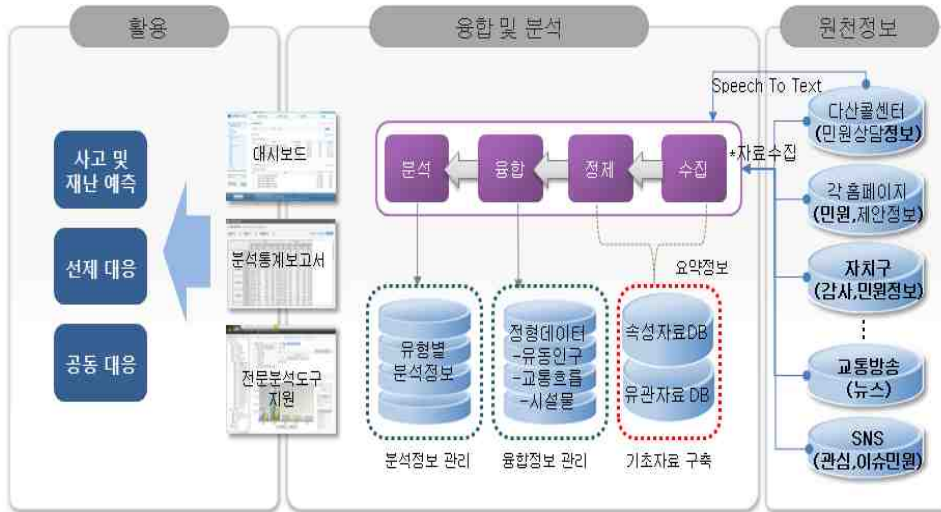 활용
융합 및 분석
원천정보
사고 및
재난 예측
선제 대응
공동 대응
대시보드
분석통계보고서
전문분석도구
지원
Speech To Text
*자료수집
분석
융합
정제
수집
요약정보
유형별
분석정보
정형데이터
-유동인구
-교통흐름
-시설물
속성자료DB
유관자료 DB
분석정보 관리
융합정보 관리
기초자료 구축
다산콜센터
(민원상담정보)
각 홈페이지
(민원,제안정보)
자치구
(감사,민원정보)
교통방송
(뉴스)
SNS
(관심,이슈민원)